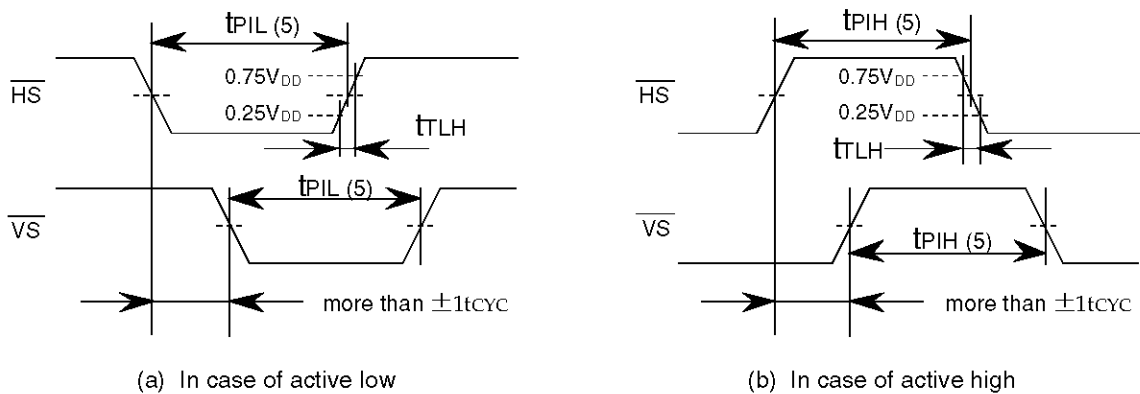 tPIL (5)
HS
0.75VDD
0.25VDD
tTLH
tPIL (5)
VS
more than ±1tCYC
(a) In case of active low
tPIH (5)
HS
0.75VDD
0.25VDD
tTLH
VS
tPIH (5)
more than ±1tCYC
(b) In case of active high